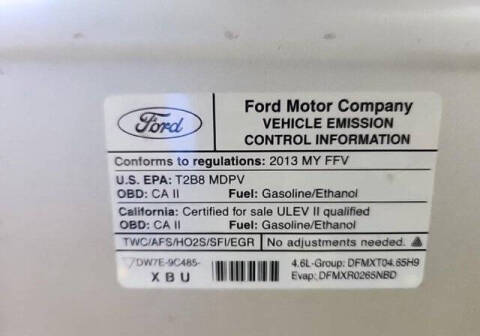 Ford
Ford Motor Company
VEHICLE EMISSION
CONTROL INFORMATION
Conforms to regulations: 2013 MY FFV
U.S. EPA: T2B8 MDPV
OBD: CA II Fuel: Gasoline/Ethanol
California: Certified for sale ULEV II qualified
OBD: CA II Fuel: Gasoline/Ethanol
TWC/AFS/HO2S/SFI/EGR No adjustments needed.
DW7E-9C485- 4.6L-Group: DFMXT04.65H9
X B U Evap: DFMXR0265NBD